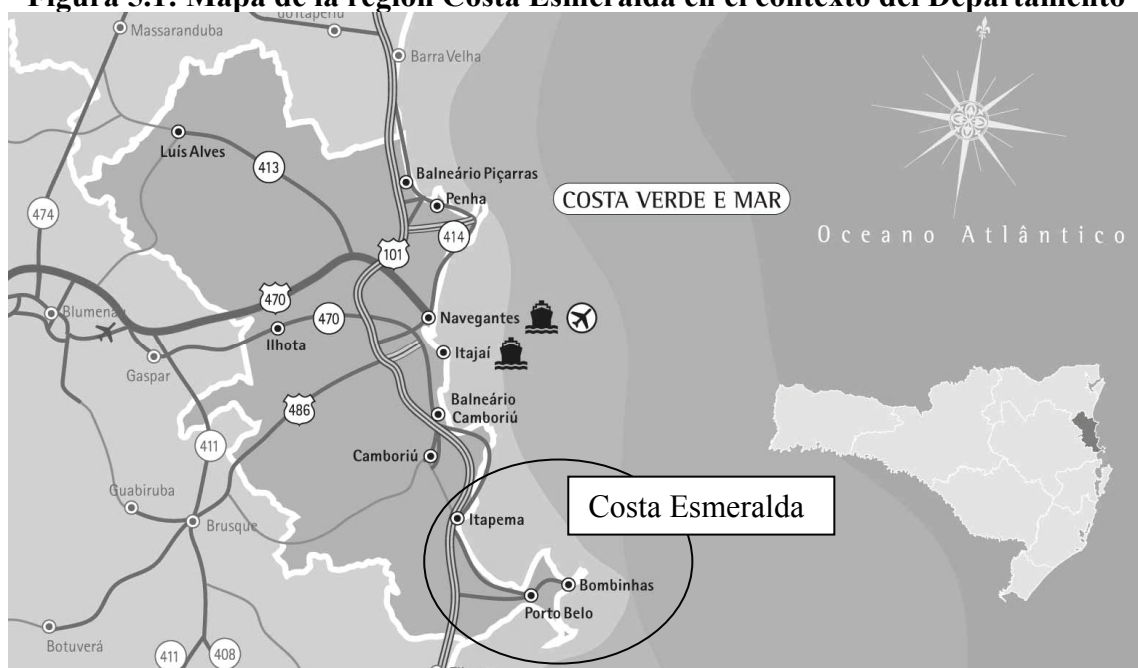 Figura 3.1: Mapa de la región Costa Esmeralda en el contexto del Departamento
Massaranduba
Barra Velha
Luís Alves
413
Balneário Piçarras
Penha
COSTA VERDE E MAR
474
414
101
Oceano Atlântico
Blumenau
470
470
Navegantes
Ilhota
Itajaí
Gaspar
486
Balneário
Camboriú
411
Camboriú
Guabiruba
Costa Esmeralda
Brusque
Itapema
Bombinhas
Porto Belo
Botuverá
411
408